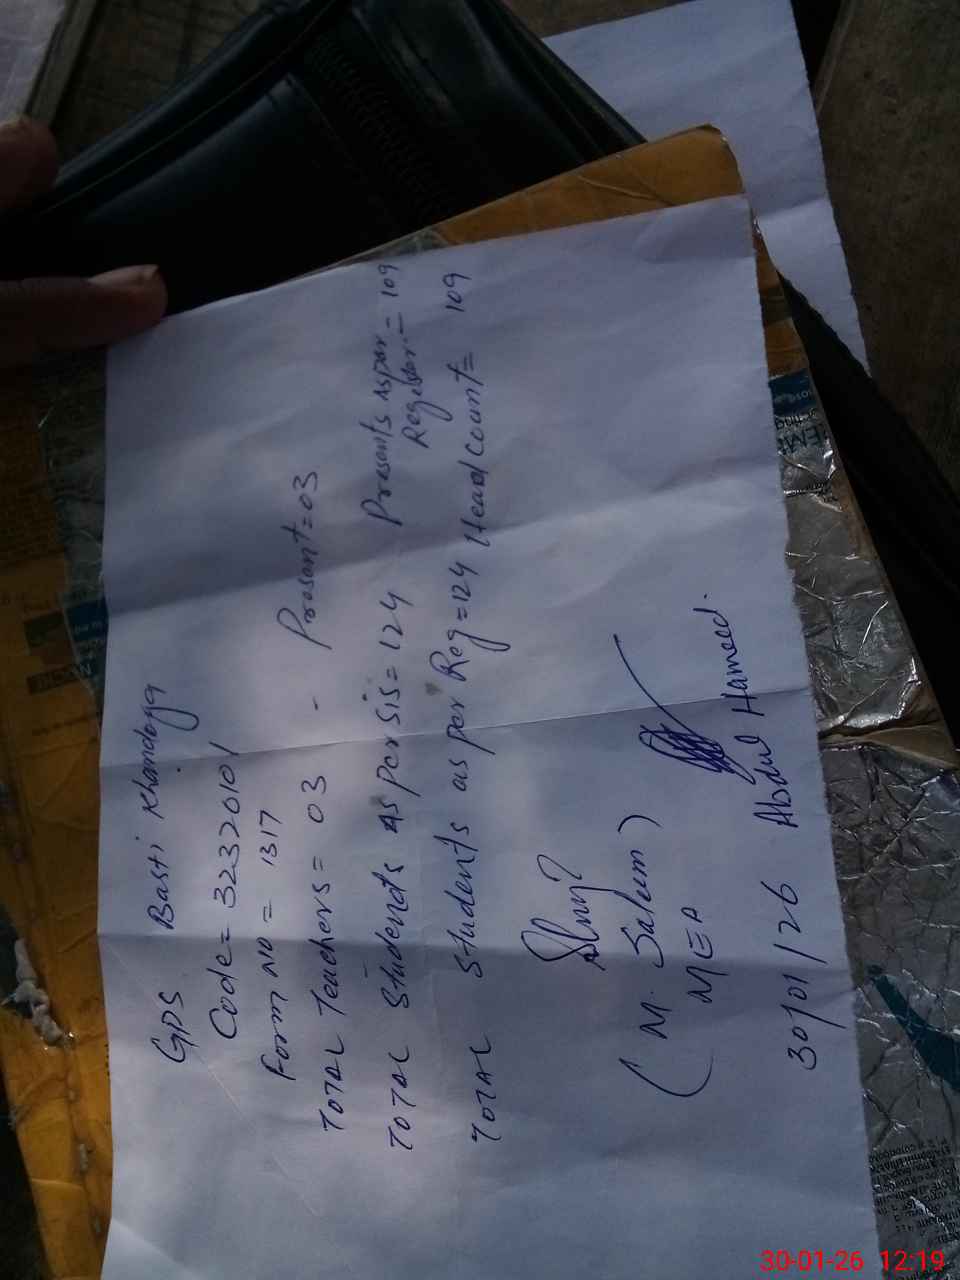 GPS Basti Khandoya
Code = 32320101
Form No = 1317
Total Teachers = 03 - Present = 03
Total Students as per SIS = 124 Presents as per Register = 109
Total Students as per Reg = 124 Head count = 109
( M. Saleem )
MEA
30/01/26 Abdul Hameed.
30-01-26 12:19